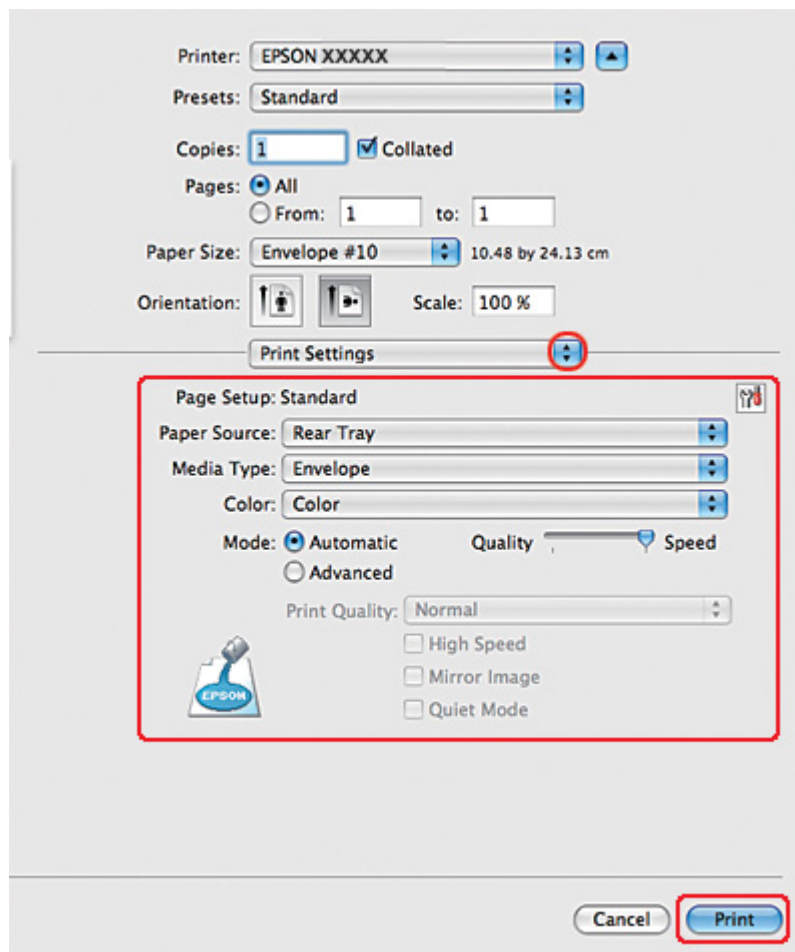 Printer: EPSON XXXXX
Presets: Standard
Copies: 1 Collated
Pages: All
From: 1 to: 1
Paper Size: Envelope #10 10.48 by 24.13 cm
Orientation: Scale: 100 %
Print Settings
Page Setup: Standard
Paper Source: Rear Tray
Media Type: Envelope
Color: Color
Mode: Automatic Quality Speed
Advanced
Print Quality: Normal
High Speed
Mirror Image
EPSON
Quiet Mode
Cancel Print